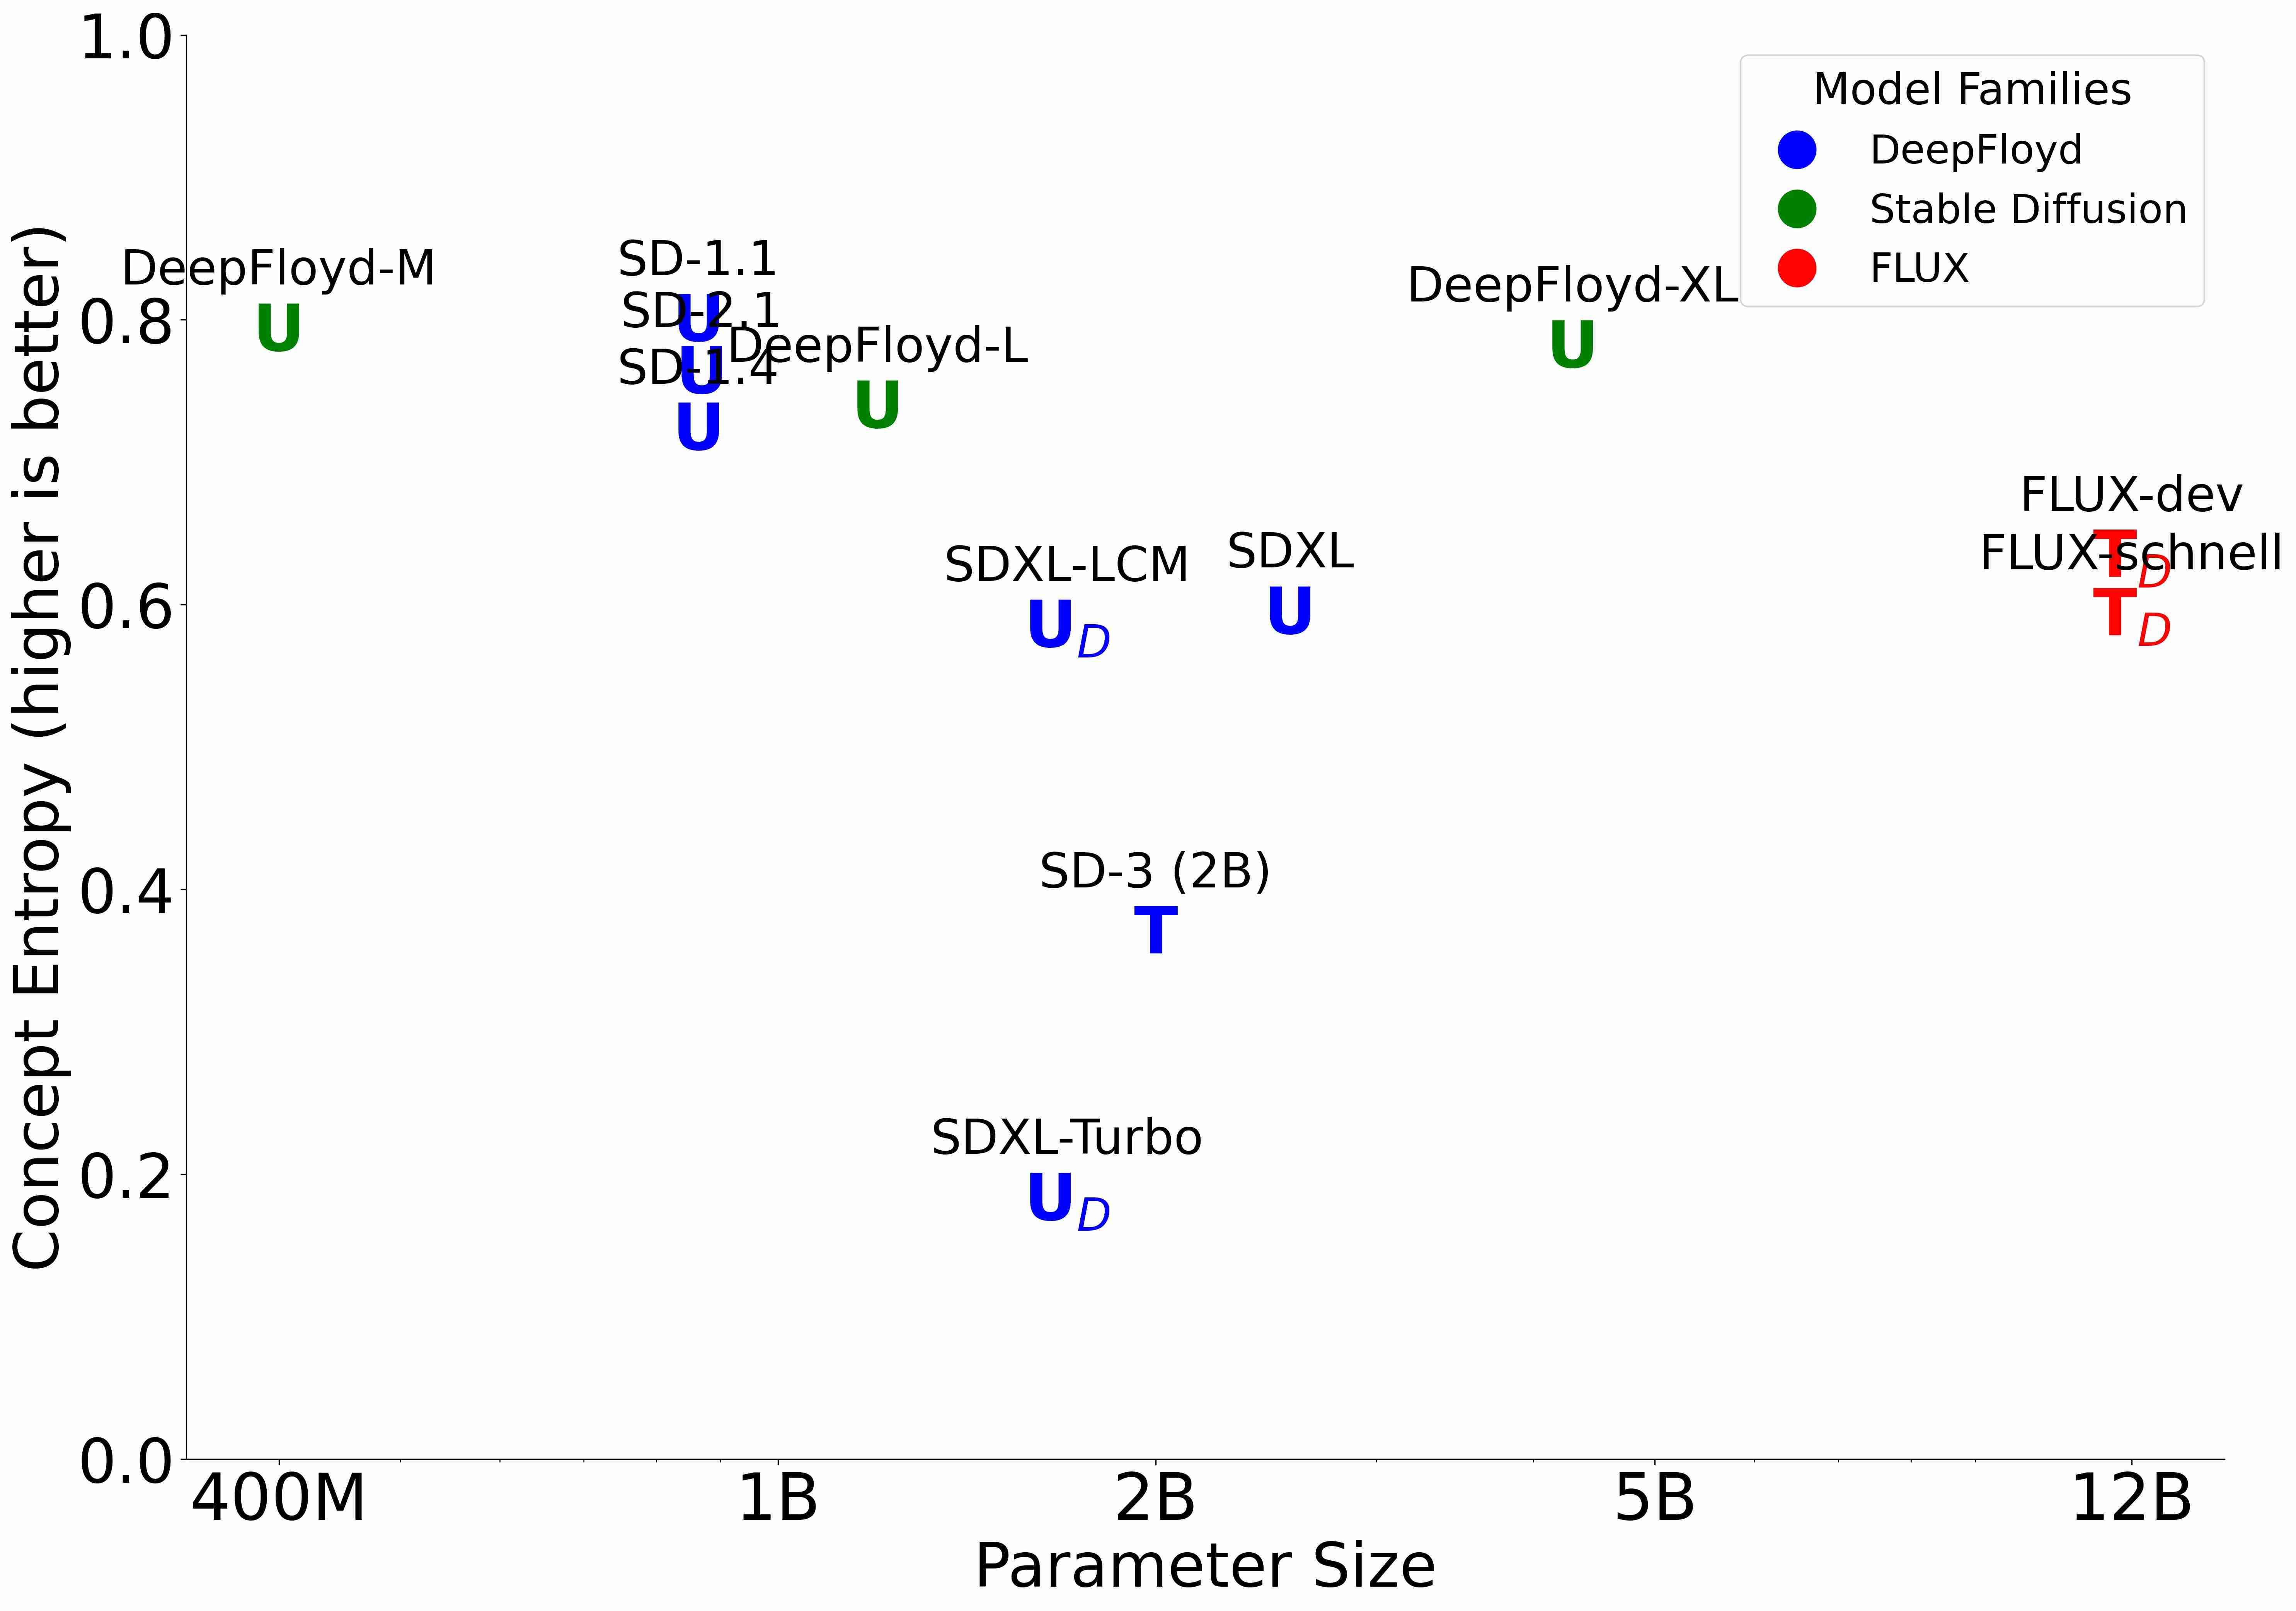 Concept Entropy (higher is better)
1.0
0.8
0.6
0.4
0.2
0.0
Model Families
DeepFloyd
Stable Diffusion
FLUX
DeepFloyd-M
U
SD-1.1
U
SD-2.1
U
SD-1.4
U
DeepFloyd-L
U
DeepFloyd-XL
U
FLUX-dev
T D
FLUX-schnell
T D
SDXL-LCM
U D
SDXL
U
SD-3 (2B)
T
SDXL-Turbo
U D
400M 1B 2B 5B 12B
Parameter Size